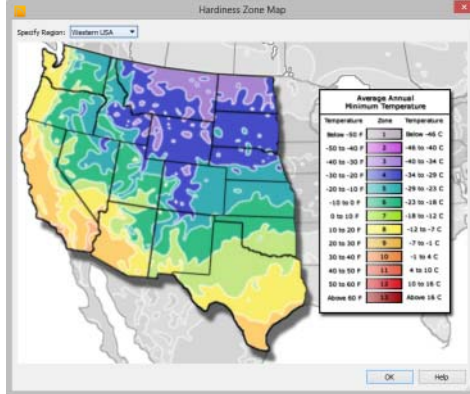 Hardiness Zone Map
Specify Region: Western USA
Average Annual
Minimum Temperature
Temperature Zone Temperature
Below -50 F 1 Below -46 C
-50 to -40 F 2 -46 to -40 C
-40 to -30 F 3 -40 to -34 C
-30 to -20 F 4 -34 to -29 C
-20 to -10 F 5 -29 to -23 C
-10 to 0 F 6 -23 to -18 C
0 to 10 F 7 -18 to -12 C
10 to 20 F 8 -12 to -7 C
20 to 30 F 9 -7 to -1 C
30 to 40 F 10 -1 to 4 C
40 to 50 F 11 4 to 10 C
50 to 60 F 12 10 to 16 C
Above 60 F 13 Above 16 C
OK Help